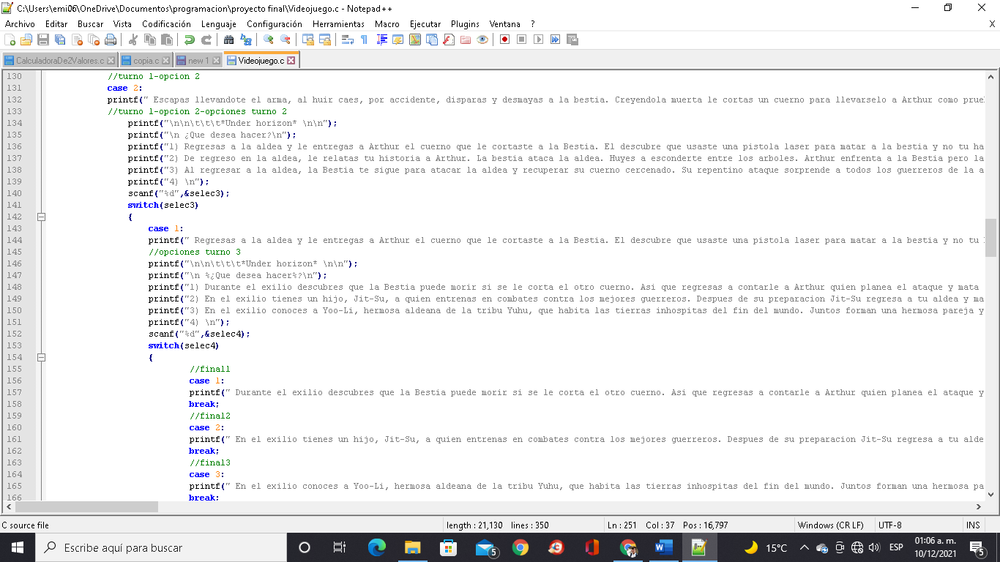 C:\Users\emi06\OneDrive\Documentos\programacion\proyecto final\Videojuego.c - Notepad++
Archivo Editar Buscar Vista Codificación Lenguaje Configuración Herramientas Macro Ejecutar Plugins Ventana ? X
CalculadoraDe2Valores.c copia.c new 1 Videojuego.c
130 //turno 1-opcion 2
131 case 2:
132 printf(" Escapas llevandote el arma, al huir caes, por accidente, disparas y desmayas a la bestia. Creyendola muerta le cortas un cuerno para llevarselo a Arthur como prue
133 //turno 1-opcion 2-opciones turno 2
134 printf("\n\n\t\t\t*Under horizon* \n\n");
135 printf("\n ¿Que desea hacer?\n");
136 printf("1) Regresas a la aldea y le entregas a Arthur el cuerno que le cortaste a la Bestia. El descubre que usaste una pistola laser para matar a la bestia y no tu ha
137 printf("2) De regreso en la aldea, le relatas tu historia a Arthur. La bestia ataca la aldea. Huyes a esconderte entre los arboles. Arthur enfrenta a la Bestia pero la
138 printf("3) Al regresar a la aldea, la Bestia te sigue para atacar la aldea y recuperar su cuerno cercenado. Su repentino ataque sorprende a todos los guerreros de la a
139 printf("4) \n");
140 scanf("%d",&selec3);
141 switch(selec3)
142 {
143 case 1:
144 printf(" Regresas a la aldea y le entregas a Arthur el cuerno que le cortaste a la Bestia. El descubre que usaste una pistola laser para matar a la bestia y no tu
145 //opciones turno 3
146 printf("\n\n\t\t\t*Under horizon* \n\n");
147 printf("\n %¿Que desea hacer%?\n");
148 printf("1) Durante el exilio descubres que la Bestia puede morir si se le corta el otro cuerno. Asi que regresas a contarle a Arthur quien planea el ataque y mata
149 printf("2) En el exilio tienes un hijo, Jit-Su, a quien entrenas en combates contra los mejores guerreros. Despues de su preparacion Jit-Su regresa a tu aldea y ma
150 printf("3) En el exilio conoces a Yoo-Li, hermosa aldeana de la tribu Yuhu, que habita las tierras inhospitas del fin del mundo. Juntos forman una hermosa pareja y
151 printf("4) \n");
152 scanf("%d",&selec4);
153 switch(selec4)
154 {
155 //final1
156 case 1:
157 printf(" Durante el exilio descubres que la Bestia puede morir si se le corta el otro cuerno. Asi que regresas a contarle a Arthur quien planea el ataque y
158 break;
159 //final2
160 case 2:
161 printf(" En el exilio tienes un hijo, Jit-Su, a quien entrenas en combates contra los mejores guerreros. Despues de su preparacion Jit-Su regresa a tu alde
162 break;
163 //final3
164 case 3:
165 printf(" En el exilio conoces a Yoo-Li, hermosa aldeana de la tribu Yuhu, que habita las tierras inhospitas del fin del mundo. Juntos forman una hermosa pa
166 break;
C source file length : 21,130 lines : 350 Ln : 251 Col : 37 Pos : 16,797 Windows (CR LF) UTF-8 INS
Escribe aquí para buscar 5 15°C ESP 01:06 a. m. 5
10/12/2021